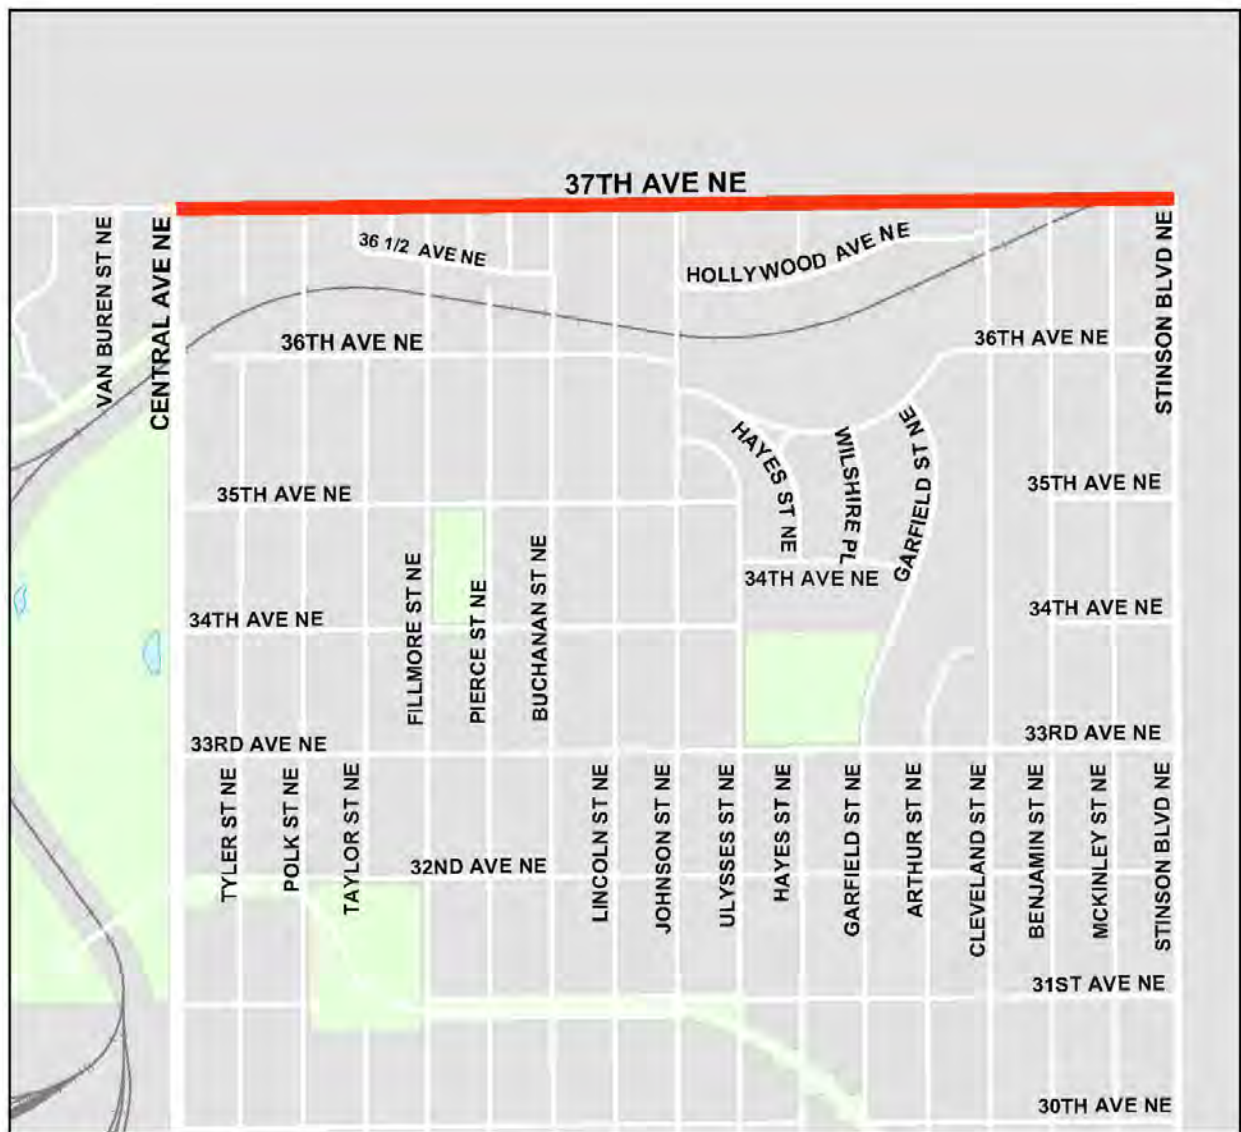 37TH AVE NE
VAN BUREN ST NE
CENTRAL AVE NE
36 1/2 AVE NE
HOLLYWOOD AVE NE
STINSON BLVD NE
36TH AVE NE
36TH AVE NE
HAYES ST NE
WILSHIRE PL
GARFIELD ST NE
35TH AVE NE
35TH AVE NE
FILLMORE ST NE
PIERCE ST NE
BUCHANAN ST NE
34TH AVE NE
34TH AVE NE
34TH AVE NE
33RD AVE NE
33RD AVE NE
TYLER ST NE
POLK ST NE
TAYLOR ST NE
32ND AVE NE
LINCOLN ST NE
JOHNSON ST NE
ULYSSES ST NE
HAYES ST NE
GARFIELD ST NE
ARTHUR ST NE
CLEVELAND ST NE
BENJAMIN ST NE
MCKINLEY ST NE
STINSON BLVD NE
31ST AVE NE
30TH AVE NE